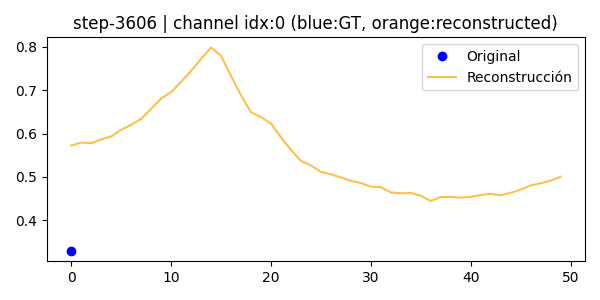 step-3606 | channel idx:0 (blue:GT, orange:reconstructed)
Original
Reconstrucción
0.8
0.7
0.6
0.5
0.4
0 10 20 30 40 50